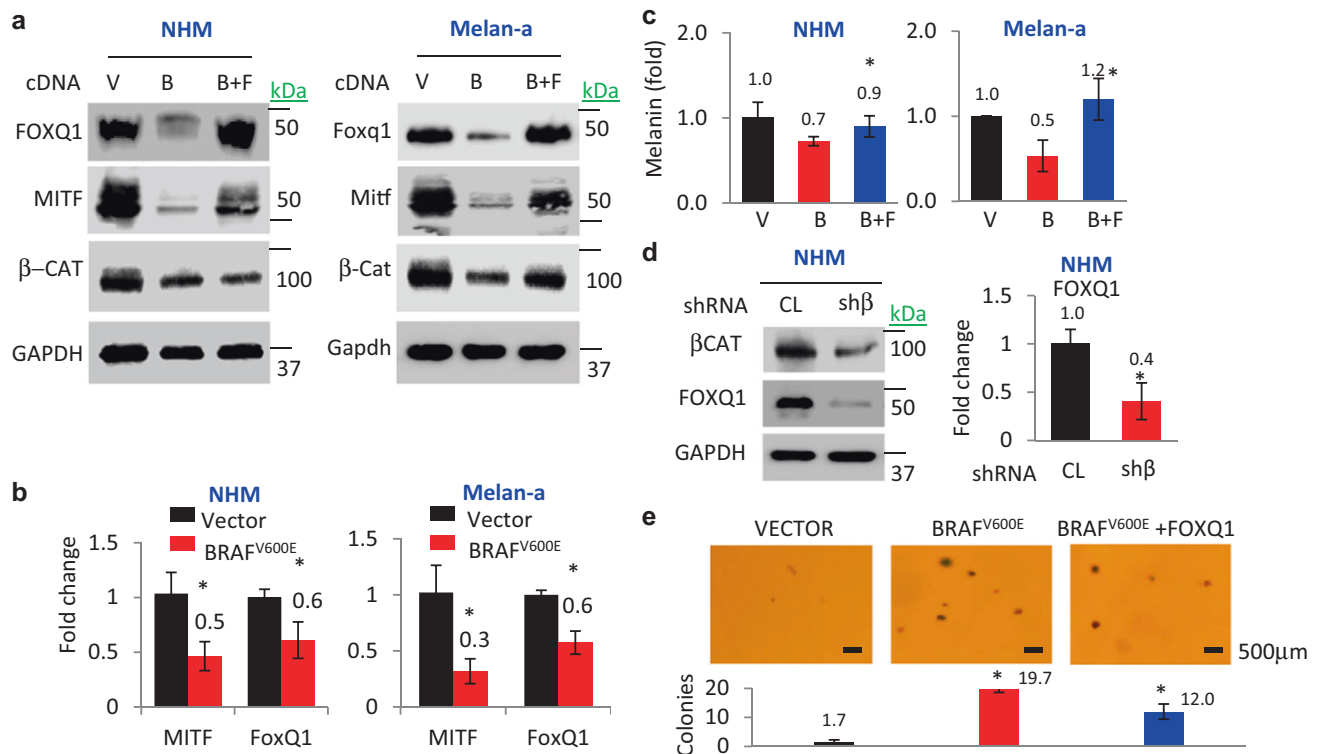 a
NHM
cDNA V B B+F kDa
FOXQ1 50
MITF 50
β–CAT 100
GAPDH 37
Melan-a
cDNA V B B+F kDa
Foxq1 50
Mitf 50
β-Cat 100
Gapdh 37
b
NHM
Vector
BRAFV600E
Fold change
1.5
1
0.5
0
*
0.5
*
0.6
MITF FoxQ1
Melan-a
Vector
BRAFV600E
1.5
1
0.5
0
*
0.3
*
0.6
MITF FoxQ1
c
NHM
Melanin (fold)
2.0
1.0
0.0
1.0
0.7
*
0.9
V B B+F
Melan-a
2.0
1.0
0.0
1.0
0.5
1.2*
V B B+F
d
NHM
shRNA CL shβ kDa
βCAT 100
FOXQ1 50
GAPDH 37
NHM
FOXQ1
Fold change
1.5
1
0.5
0
1.0
0.4
*
shRNA CL shβ
e
VECTOR BRAFV600E BRAFV600E +FOXQ1
500μm
Colonies
20
10
0
1.7
* 19.7
* 12.0